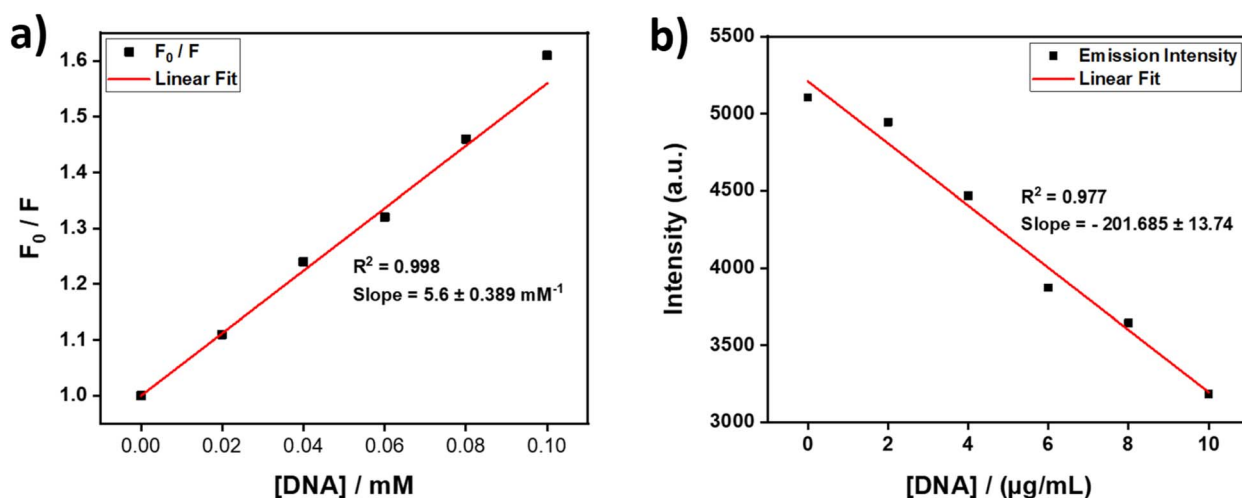 a)
F₀ / F
Linear Fit
1.6
1.5
1.4
1.3
1.2
1.1
1.0
F₀ / F
R² = 0.998
Slope = 5.6 ± 0.389 mM⁻¹
0.00 0.02 0.04 0.06 0.08 0.10
[DNA] / mM
b)
5500
5000
4500
4000
3500
3000
Intensity (a.u.)
Emission Intensity
Linear Fit
R² = 0.977
Slope = - 201.685 ± 13.74
0 2 4 6 8 10
[DNA] / (µg/mL)